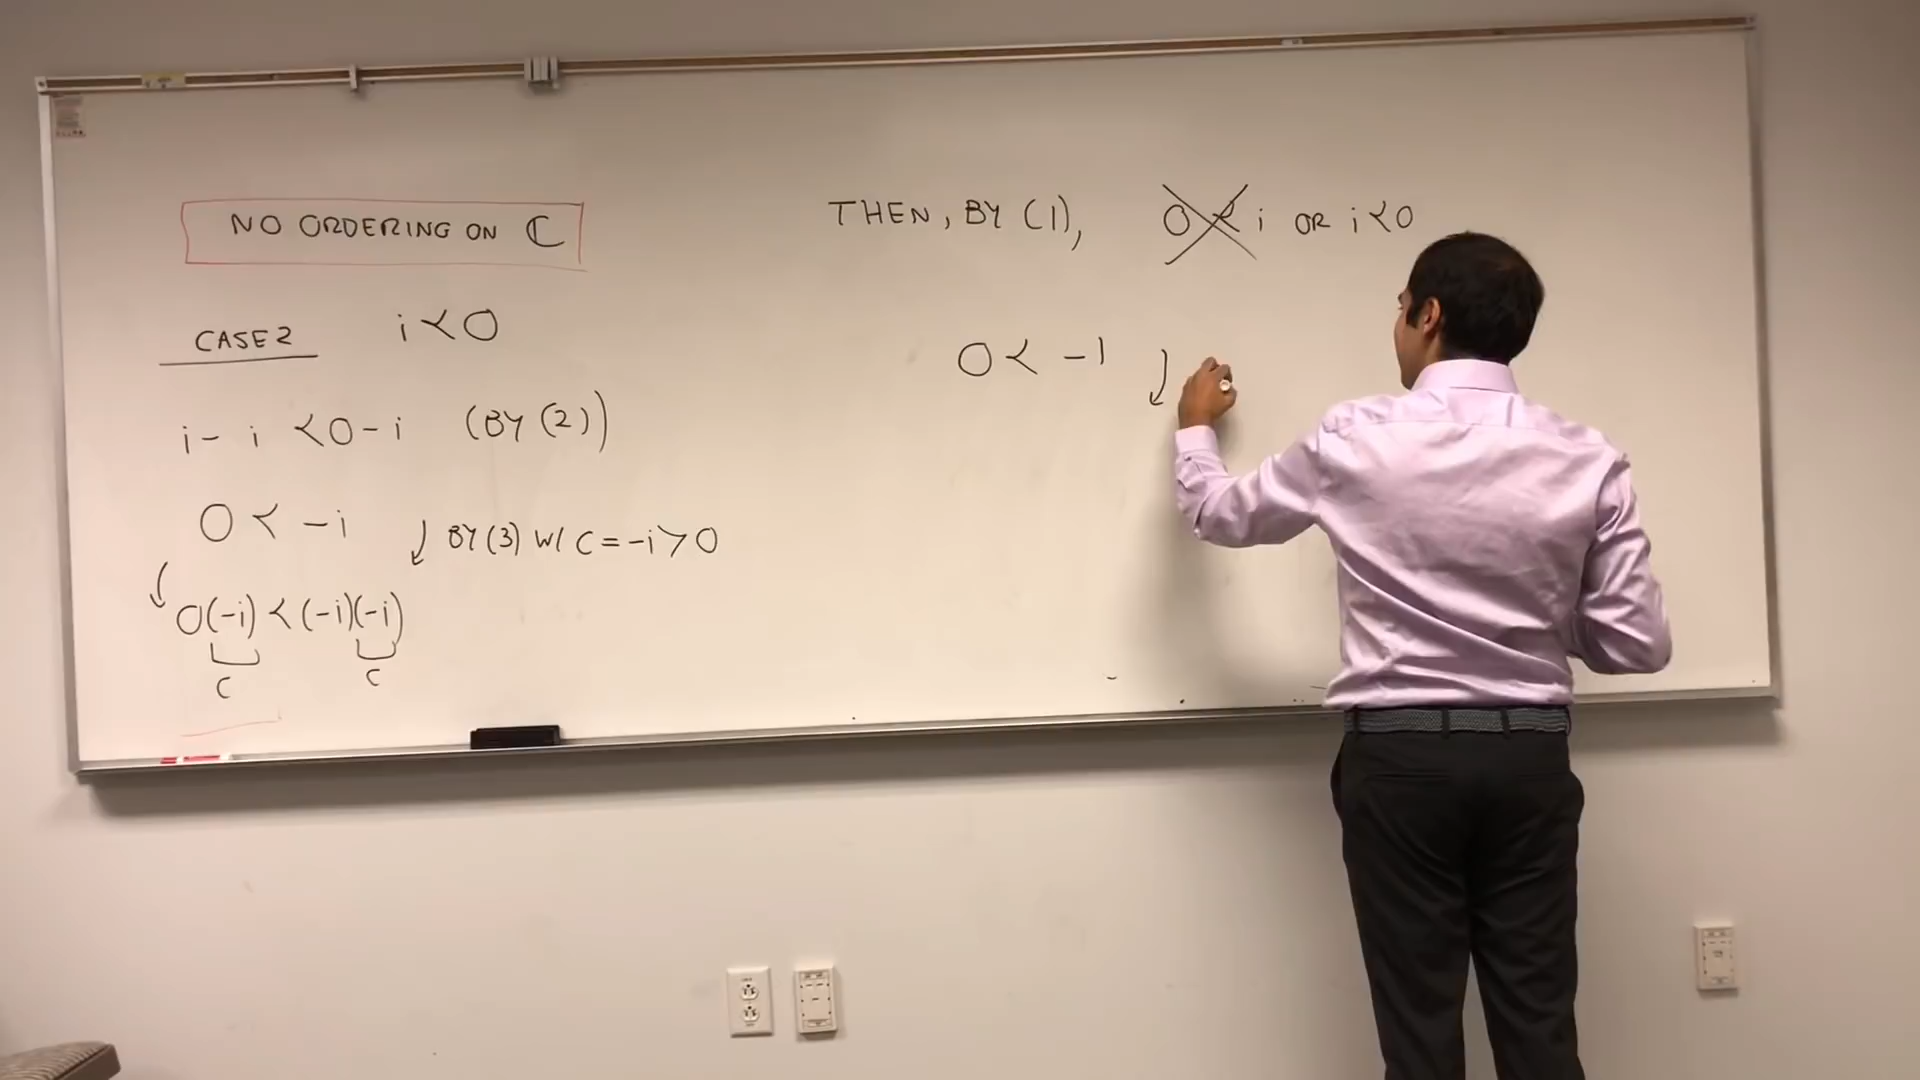 NO ORDERING ON ℂ
CASE 2 i ≺ 0
i - i ≺ 0 - i (BY (2))
0 ≺ -i
BY (3) W/ C = -i ≻ 0
0(-i) ≺ (-i)(-i)
C C
THEN, BY (1), 0 ≺ i OR i ≺ 0
0 ≺ -1